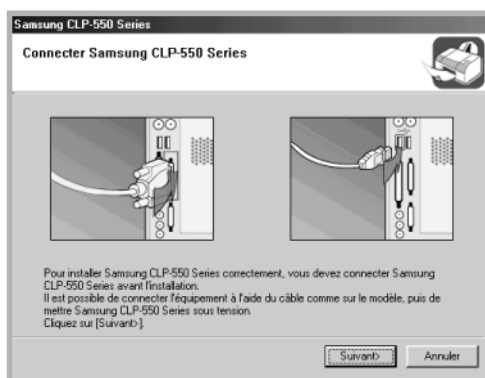 Samsung CLP-550 Series
Connecter Samsung CLP-550 Series
Pour installer Samsung CLP-550 Series correctement, vous devez connecter Samsung
CLP-550 Series avant l'installation.
Il est possible de connecter l'équipement à l'aide du câble comme sur le modèle, puis de
mettre Samsung CLP-550 Series sous tension.
Cliquez sur [Suivant>].
Suivant>
Annuler